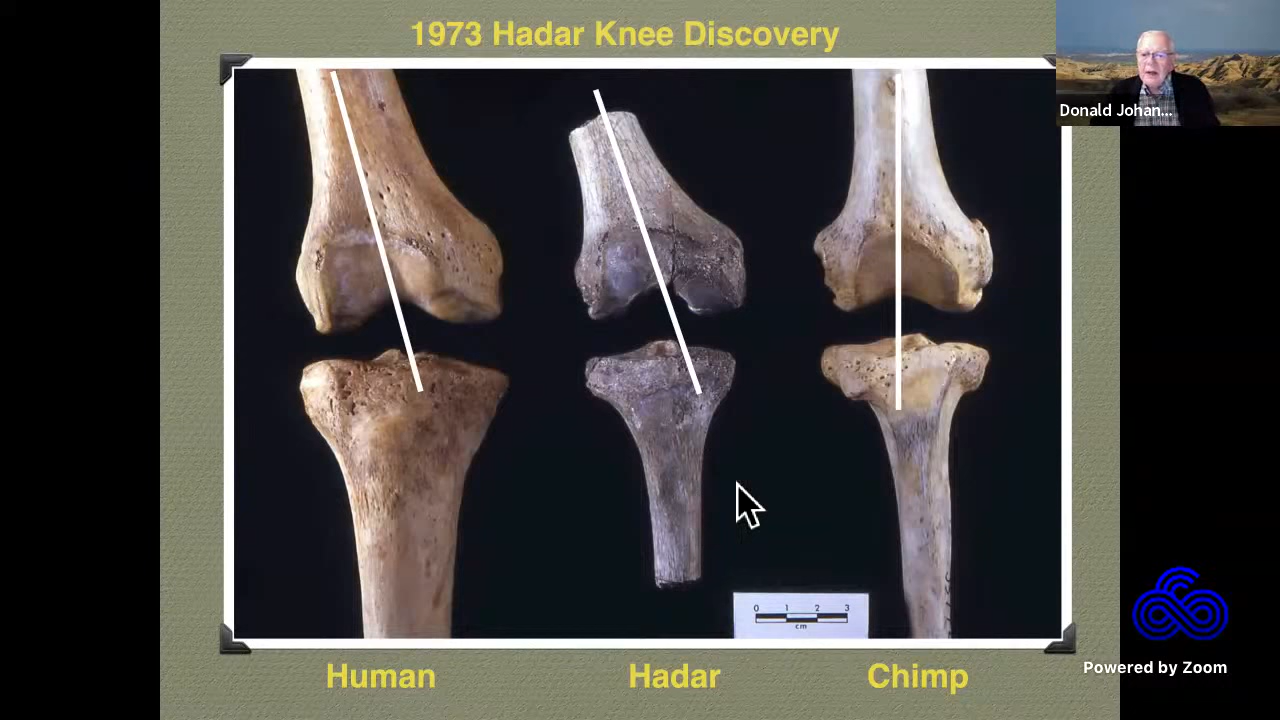 1973 Hadar Knee Discovery
Donald Johan...
0 1 2 3
cm
Human Hadar Chimp
Powered by Zoom